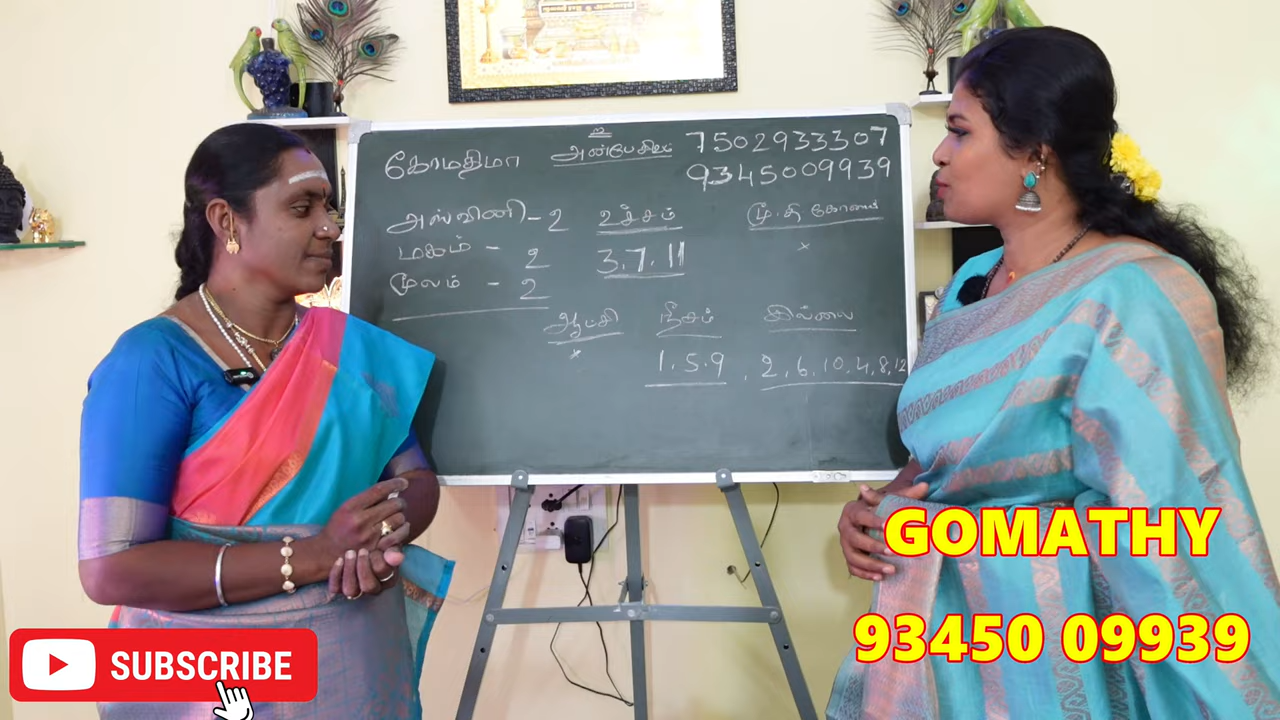 உ
கோமதிமா அன்பேசிவம் 7502933307
9345009939
அஸ்வினி - 2 உச்சம் மூ.தி கோணம்
மகம் - 2 3.7.11 x
மூலம் - 2
ஆட்சி நீசம் இல்லை
x 1.5.9, 2,6,10,4,8,12
GOMATHY
93450 09939
SUBSCRIBE